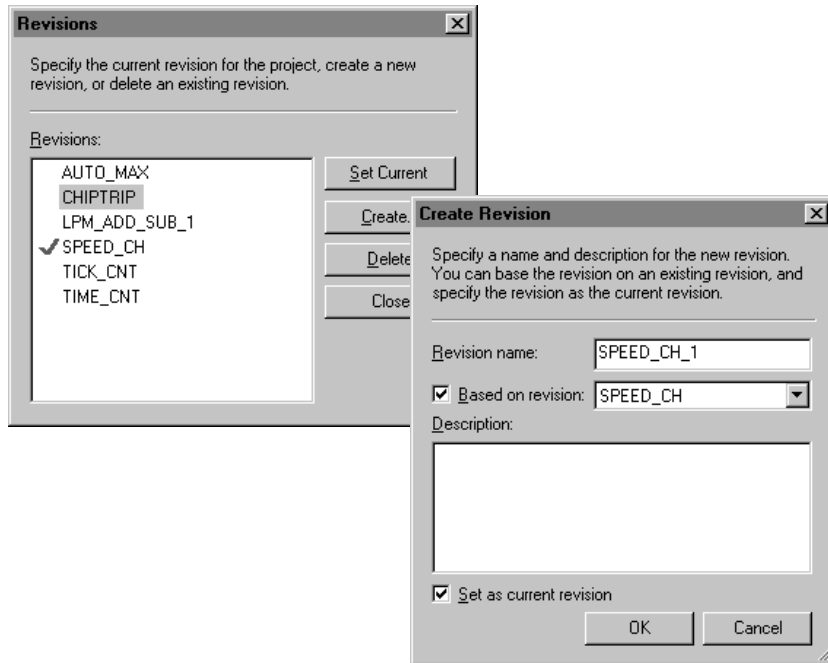 Revisions
Specify the current revision for the project, create a new
revision, or delete an existing revision.
Revisions:
AUTO_MAX
CHIPTRIP
LPM_ADD_SUB_1
SPEED_CH
TICK_CNT
TIME_CNT
Set Current
Create.
Delete
Close
Create Revision
Specify a name and description for the new revision.
You can base the revision on an existing revision, and
specify the revision as the current revision.
Revision name:
SPEED_CH_1
Based on revision:
SPEED_CH
Description:
Set as current revision
OK
Cancel